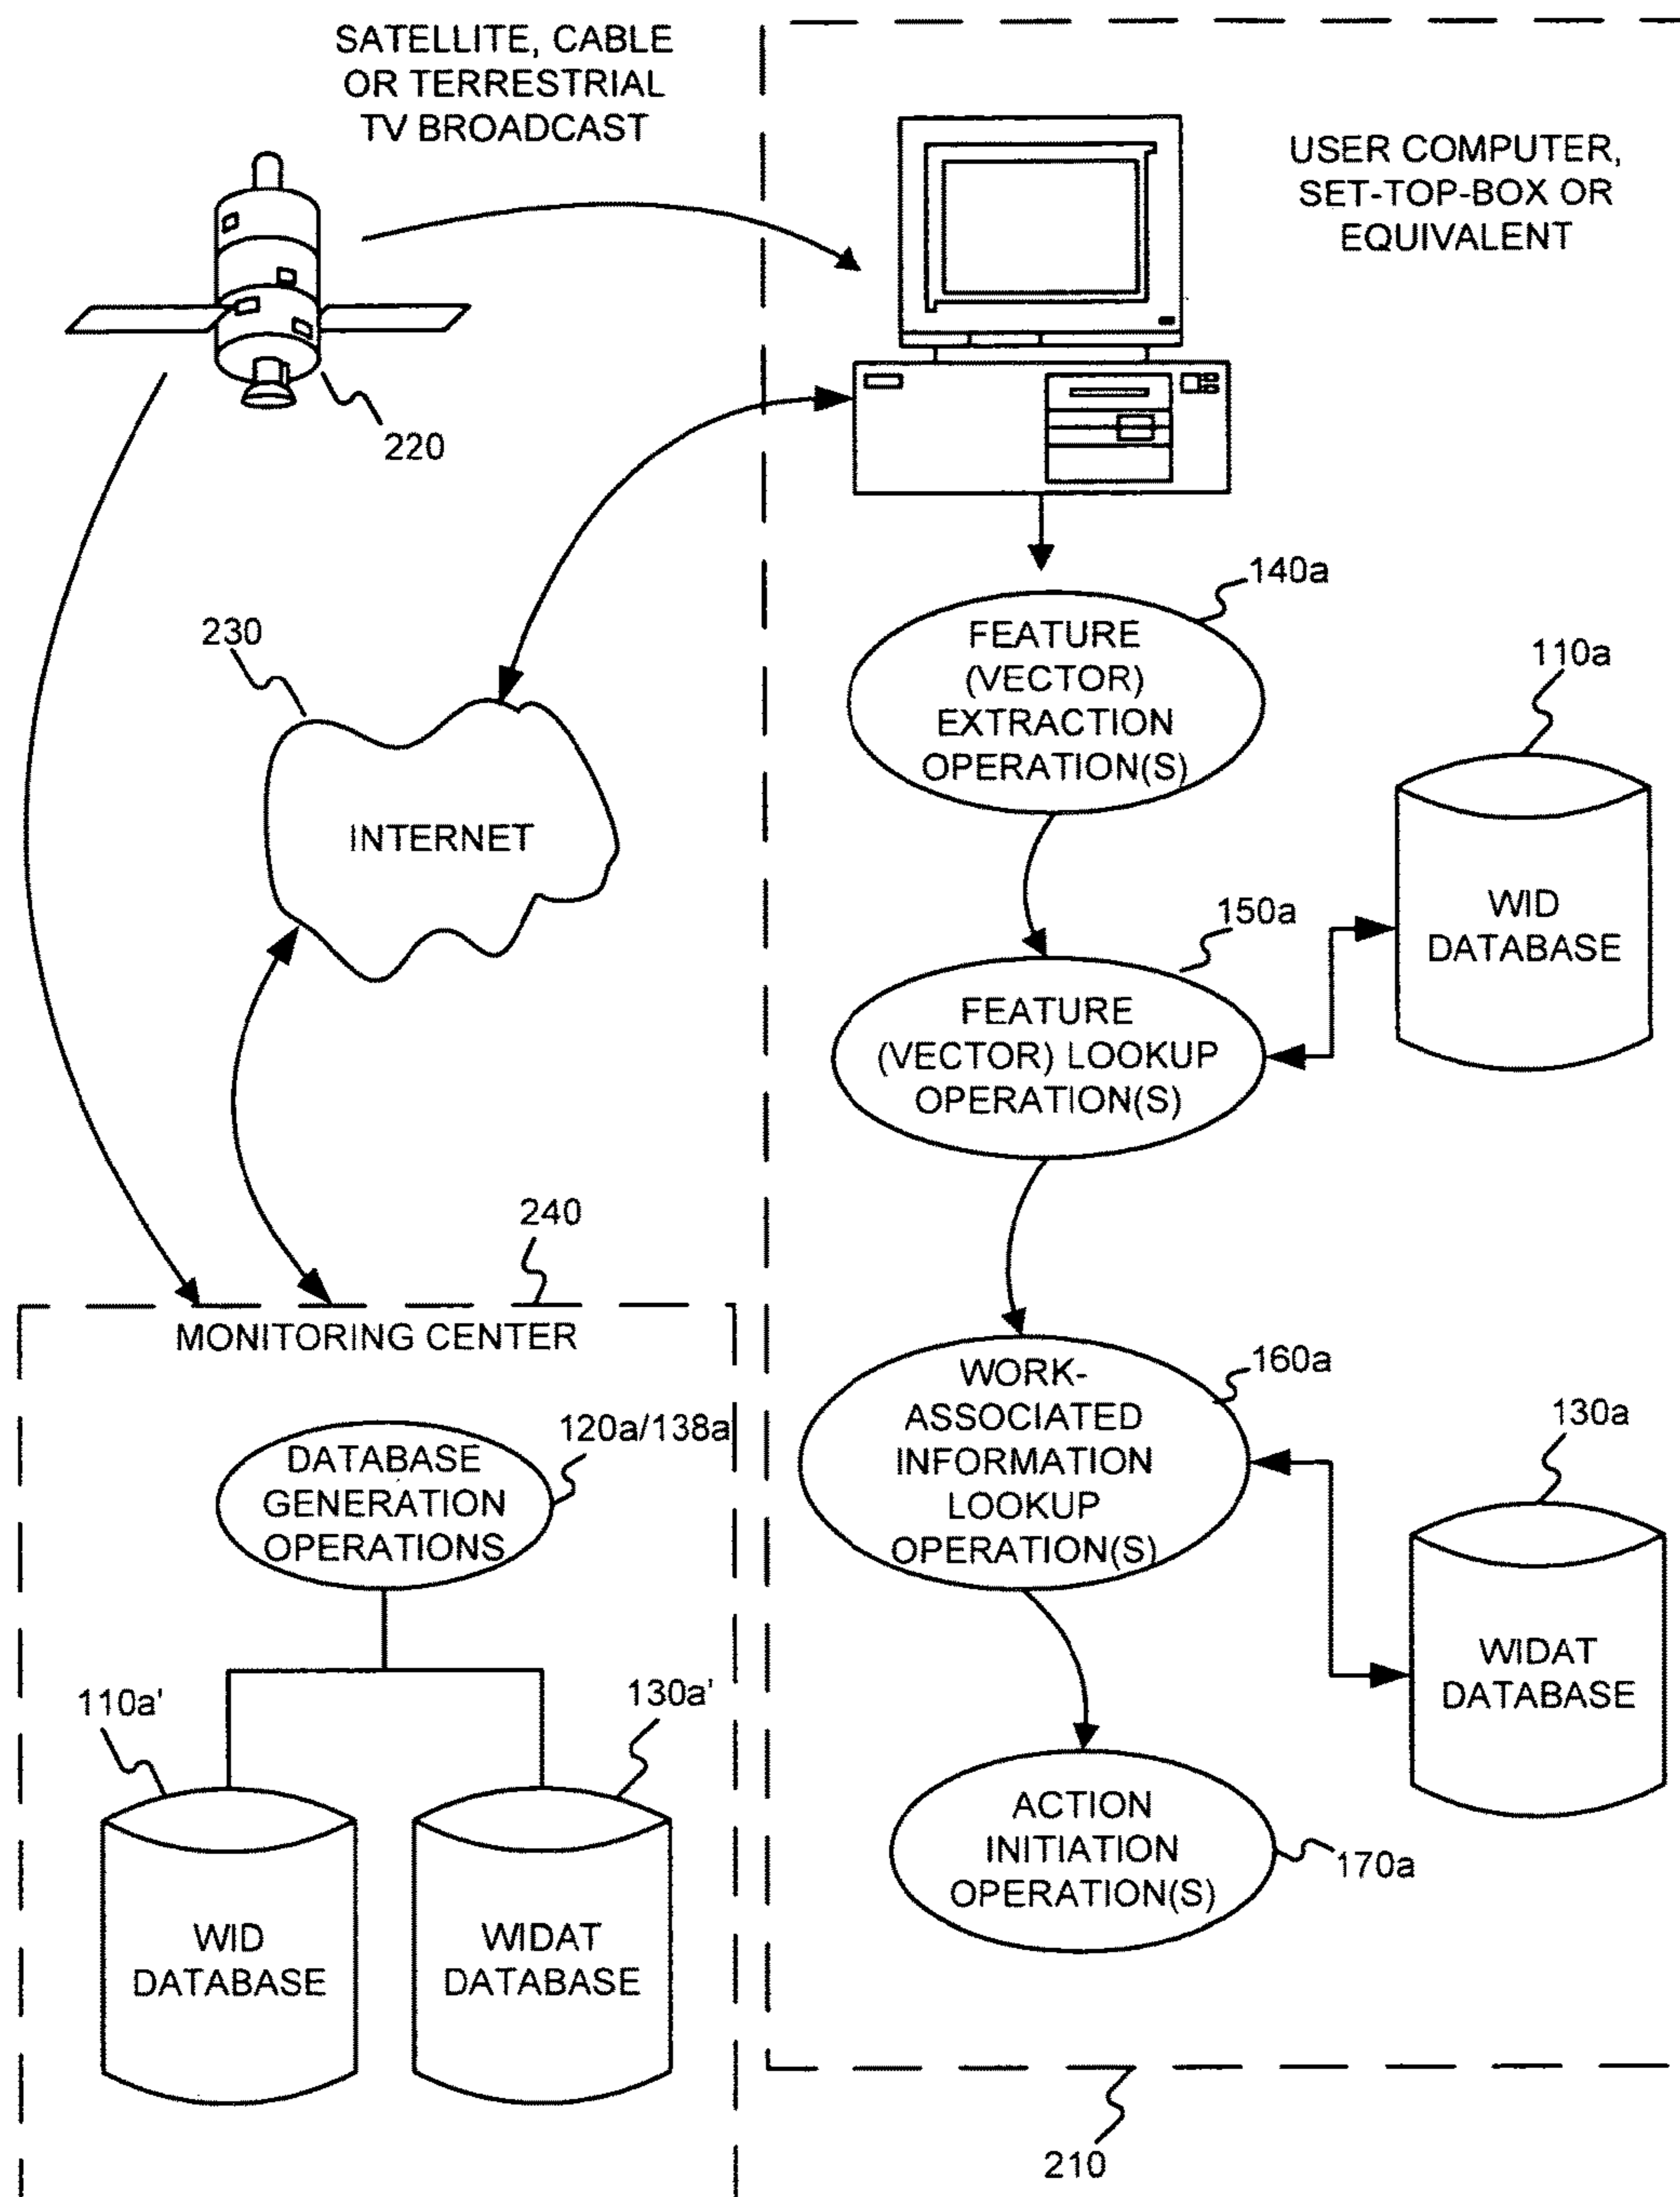 SATELLITE, CABLE
OR TERRESTRIAL
TV BROADCAST
USER COMPUTER,
SET-TOP-BOX OR
EQUIVALENT
220
140a
FEATURE
(VECTOR)
EXTRACTION
OPERATION(S)
230
INTERNET
110a
WID
DATABASE
150a
FEATURE
(VECTOR) LOOKUP
OPERATION(S)
240
MONITORING CENTER
120a/138a
DATABASE
GENERATION
OPERATIONS
160a
WORK-
ASSOCIATED
INFORMATION
LOOKUP
OPERATION(S)
130a
WIDAT
DATABASE
110a'
130a'
WID
DATABASE
WIDAT
DATABASE
ACTION
INITIATION
OPERATION(S)
170a
210